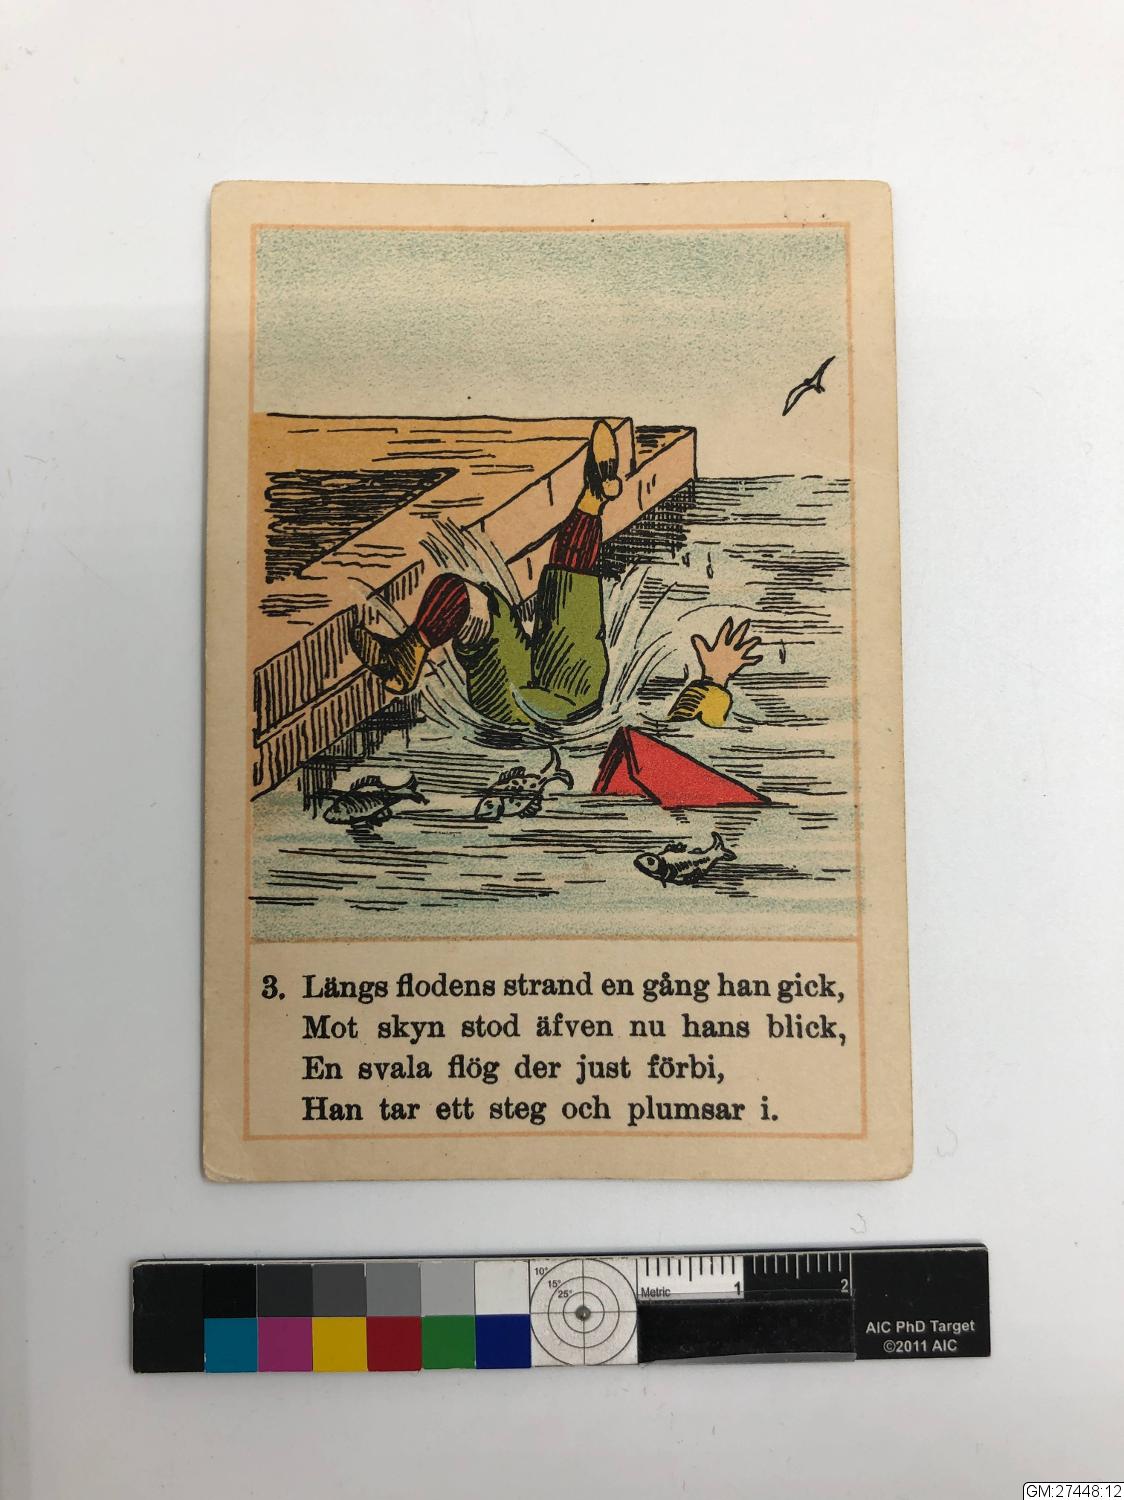 3. Längs flodens strand en gång han gick,
Mot skyn stod äfven nu hans blick,
En svala flög der just förbi,
Han tar ett steg och plumsar i.
10°
15°
25°
Metric
1
2
AIC PhD Target
©2011 AIC
GM:27448:12